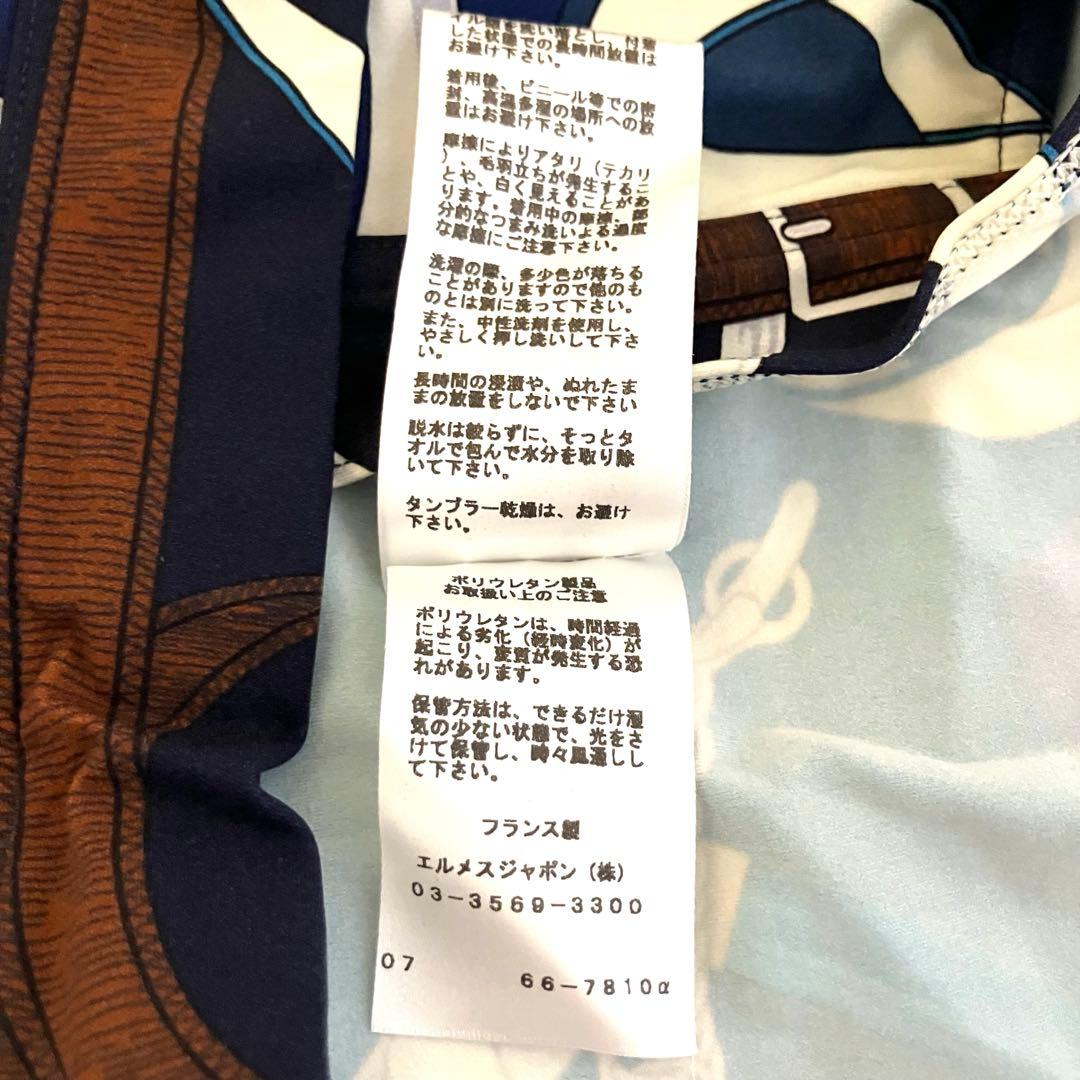 イル等を洗い落とし、付着
した状態での長時間放置は
お避け下さい。
着用後、ビニール等での密
封、高温多湿の場所への放
置はお避け下さい。
摩擦によりアタリ（テカリ
）、毛羽立ちが発生するこ
とや、白く見えることがあ
ります。着用中の摩擦、部
分的なつまみ洗いよる過度
な摩擦にご注意下さい。
洗濯の際、多少色が落ちる
ことがありますので他のも
のとは別に洗って下さい。
また、中性洗剤を使用し、
やさしく押し洗いして下さ
い。
長時間の浸漬や、ぬれたま
まの放置をしないで下さい
脱水は絞らずに、そっとタ
オルで包んで水分を取り除
いて下さい。
タンブラー乾燥は、お避け
下さい。
ポリウレタン製品
お取扱い上のご注意
ポリウレタンは、時間経過
による劣化（経時変化）が
起こり、変質が発生する恐
れがあります。
保管方法は、できるだけ湿
気の少ない状態で、光をさ
けて保管し、時々風通しし
て下さい。
フランス製
エルメスジャポン（株）
03－3569－3300
07
66－7810α